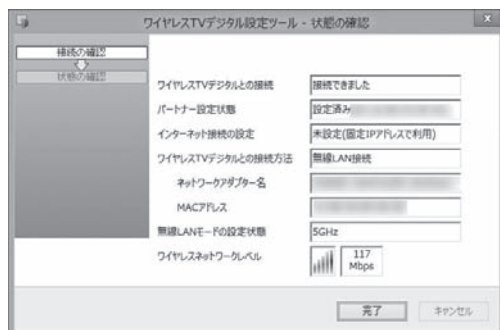 ワイヤレスTVデジタル設定ツール - 状態の確認
x
接続の確認
状態の確認
ワイヤレスTVデジタルとの接続 接続できました
パートナー設定状態 設定済み
インターネット接続の設定 未設定(固定IPアドレスで利用)
ワイヤレスTVデジタルとの接続方法 無線LAN接続
ネットワークアダプター名
MACアドレス
無線LANモードの設定状態 5GHz
ワイヤレスネットワークレベル 117
Mbps
完了 キャンセル